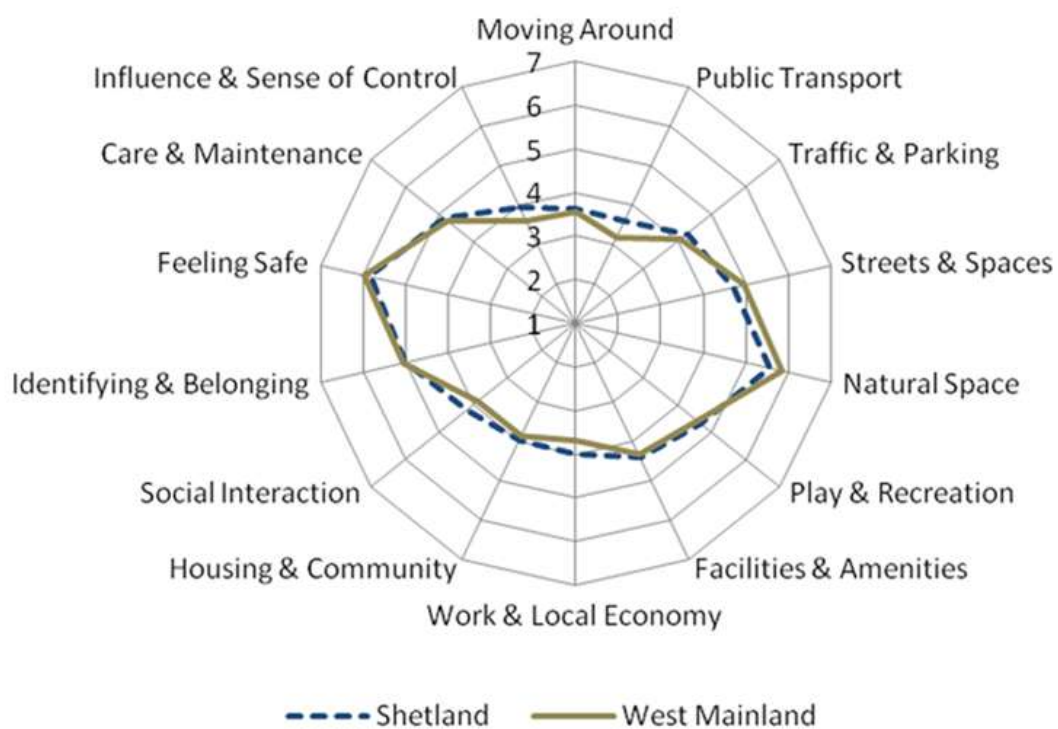 Moving Around
Influence & Sense of Control
7
Public Transport
6
Care & Maintenance
5
Traffic & Parking
4
Feeling Safe
3
Streets & Spaces
2
1
Identifying & Belonging
Natural Space
Social Interaction
Play & Recreation
Housing & Community
Facilities & Amenities
Work & Local Economy
Shetland
West Mainland